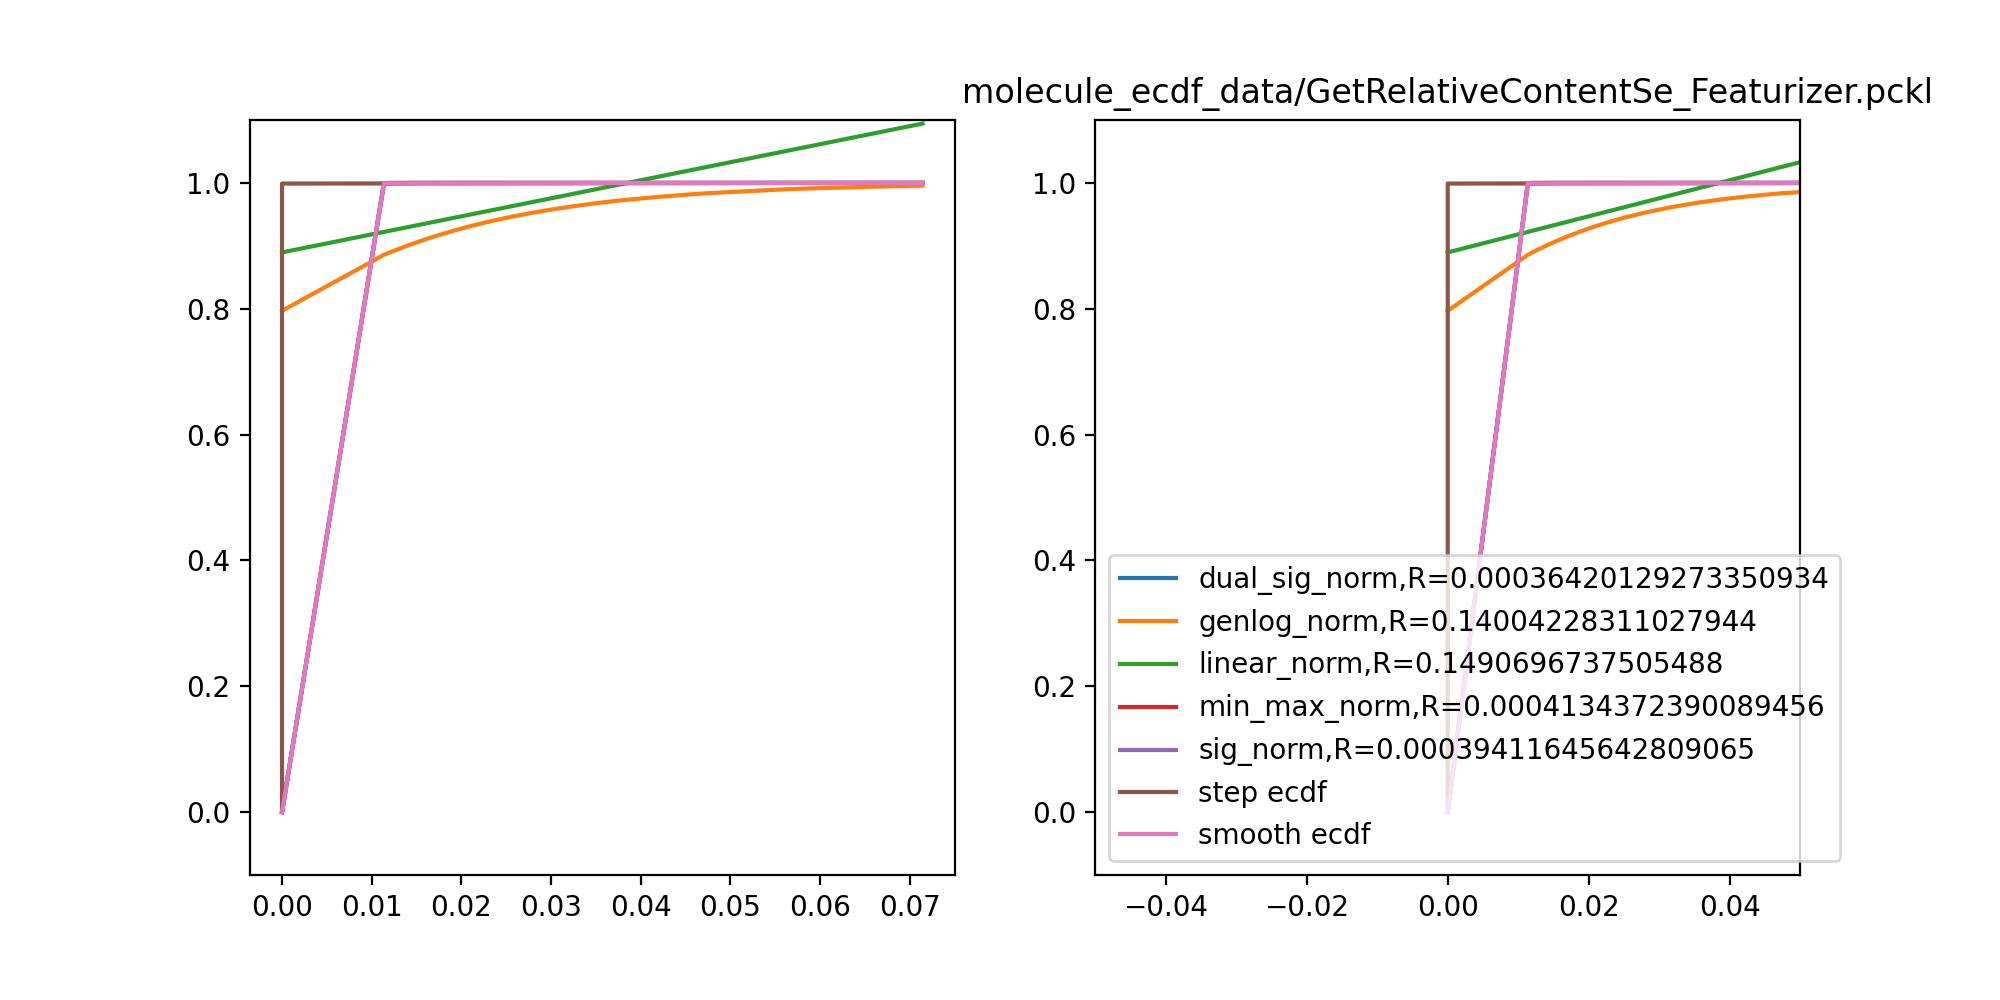 molecule_ecdf_data/GetRelativeContentSe_Featurizer.pckl
1.0
0.8
0.6
0.4
0.2
0.0
0.00 0.01 0.02 0.03 0.04 0.05 0.06 0.07
1.0
0.8
0.6
0.4
0.2
0.0
−0.04 −0.02 0.00 0.02 0.04
dual_sig_norm,R=0.00036420129273350934
genlog_norm,R=0.14004228311027944
linear_norm,R=0.1490696737505488
min_max_norm,R=0.0004134372390089456
sig_norm,R=0.00039411645642809065
step ecdf
smooth ecdf